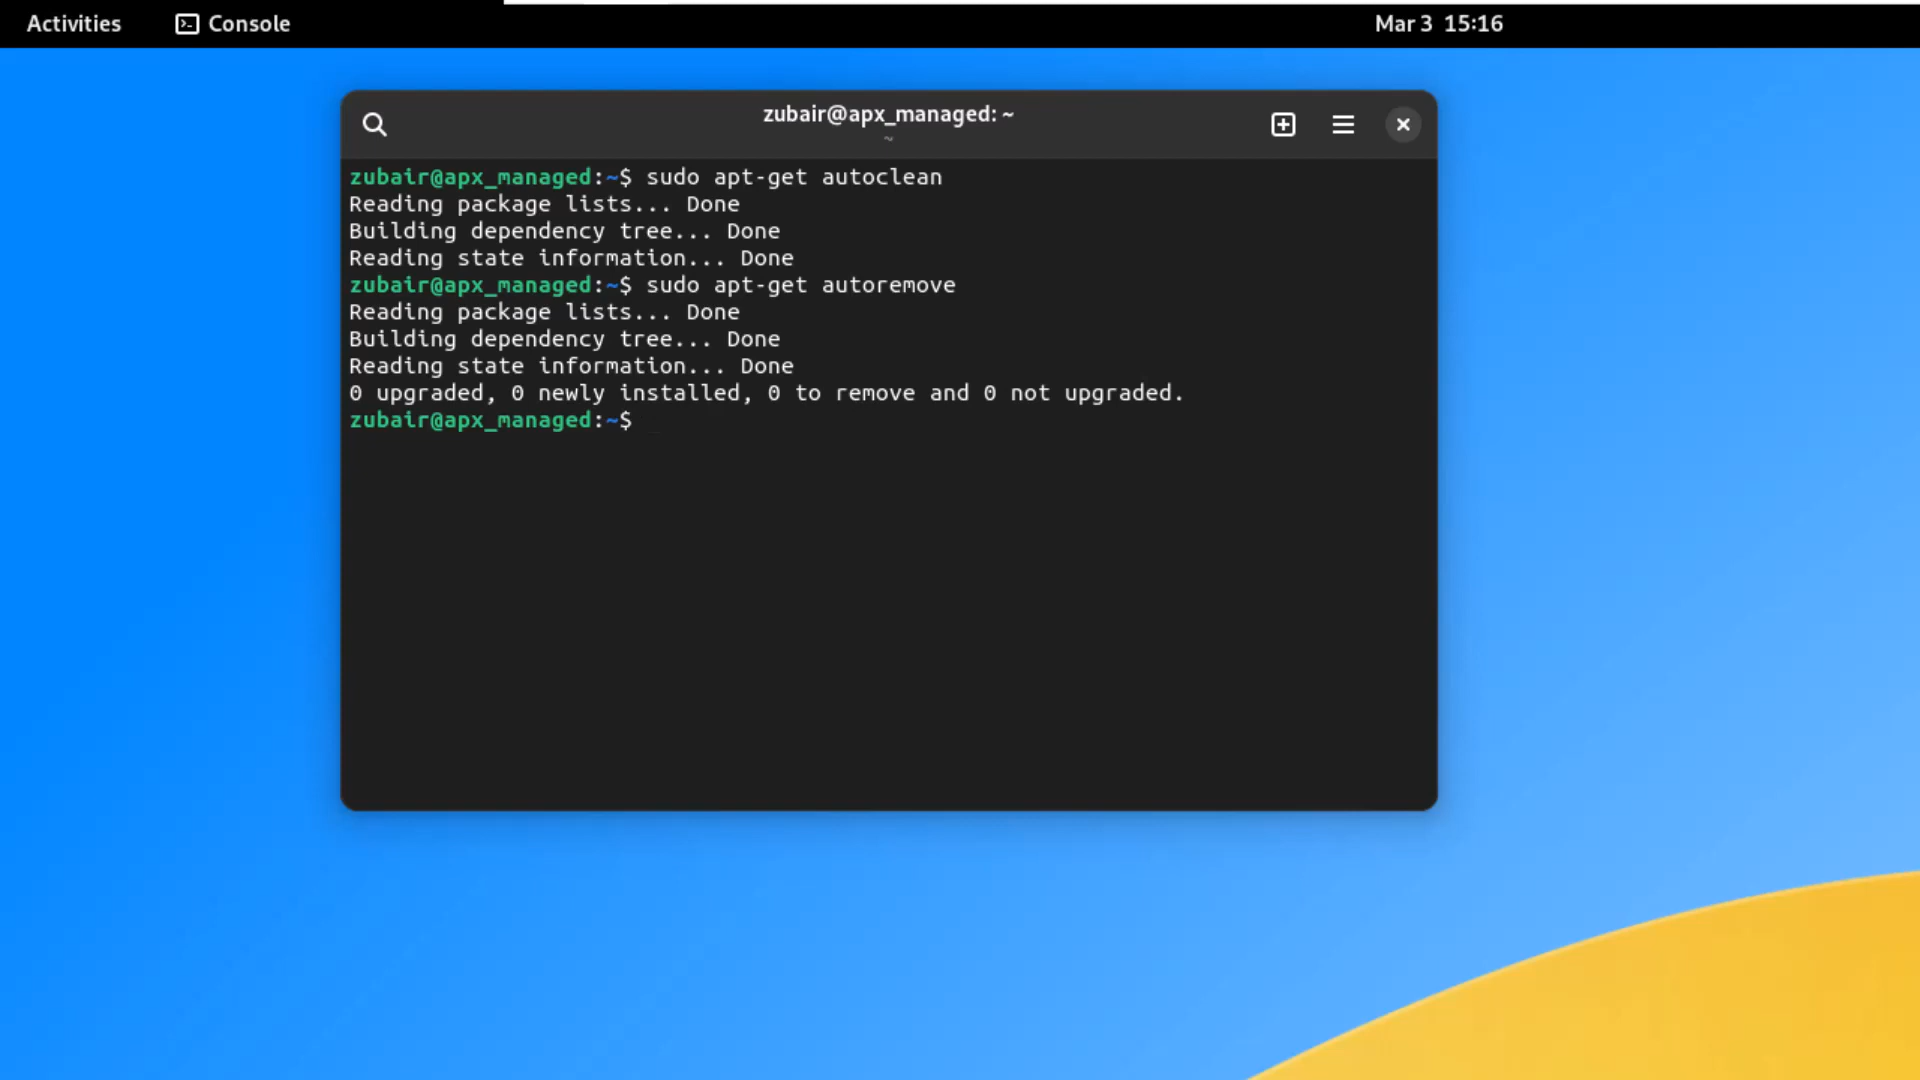 Activities
Console
Mar 3 15:16
zubair@apx_managed: ~
~
zubair@apx_managed:~$ sudo apt-get autoclean
Reading package lists... Done
Building dependency tree... Done
Reading state information... Done
zubair@apx_managed:~$ sudo apt-get autoremove
Reading package lists... Done
Building dependency tree... Done
Reading state information... Done
0 upgraded, 0 newly installed, 0 to remove and 0 not upgraded.
zubair@apx_managed:~$